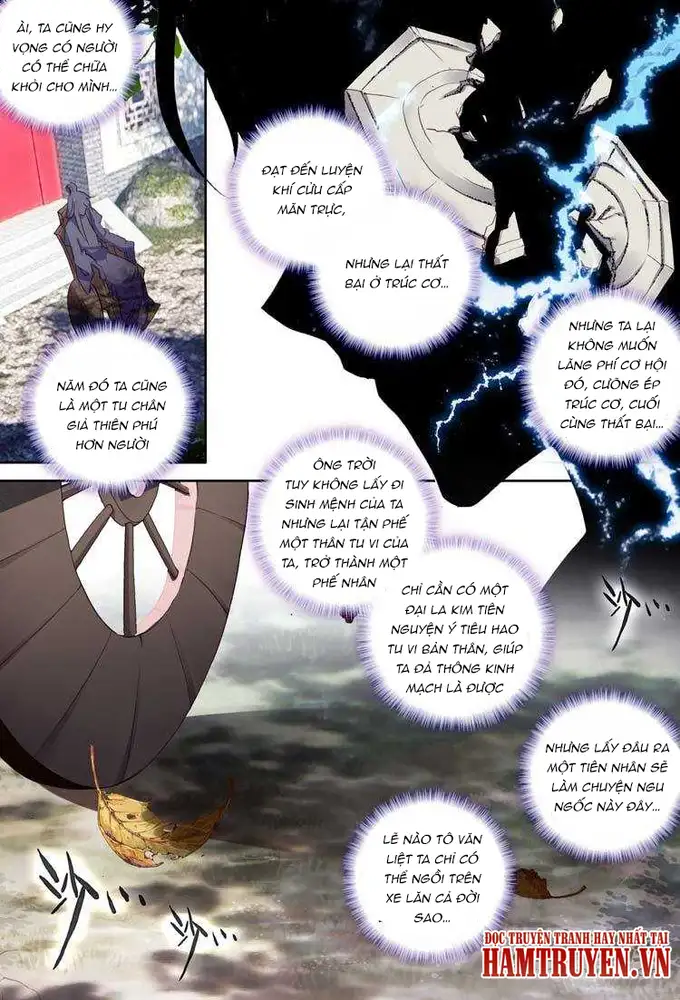 ÀI, TA CŨNG HY
VỌNG CÓ NGƯỜI
CÓ THỂ CHỮA
KHỎI CHO MÌNH...
ĐẠT ĐẾN LUYỆN
KHÍ CỬU CẤP
MÃN TRỰC,
NHƯNG LẠI THẤT
BẠI Ở TRÚC CƠ...
NHƯNG TA LẠI
KHÔNG MUỐN
LÃNG PHÍ CƠ HỘI
ĐÓ, CƯỠNG ÉP
TRÚC CƠ, CUỐI
CÙNG THẤT BẠI...
NĂM ĐÓ TA CŨNG
LÀ MỘT TU CHÂN
GIẢ THIÊN PHÚ
HƠN NGƯỜI
ÔNG TRỜI
TUY KHÔNG LẤY ĐI
SINH MỆNH CỦA TA
NHƯNG LẠI TẬN PHẾ
MỘT THÂN TU VI CỦA
TA, TRỞ THÀNH MỘT
PHẾ NHÂN
CHỈ CẦN CÓ MỘT
ĐẠI LA KIM TIÊN
NGUYỆN Ý TIÊU HAO
TU VI BẢN THÂN, GIÚP
TA ĐẢ THÔNG KINH
MẠCH LÀ ĐƯỢC
沙
NHƯNG LẤY ĐÂU RA
MỘT TIÊN NHÂN SẼ
LÀM CHUYỆN NGU
NGỐC NÀY ĐÂY...
LẼ NÀO TÔ VĂN
LIỆT TA CHỈ CÓ
THỂ NGỒI TRÊN
XE LĂN CẢ ĐỜI
SAO...
沙
沙
ĐỌC TRUYỆN TRANH HAY NHẤT TẠI
HAMTRUYEN.VN